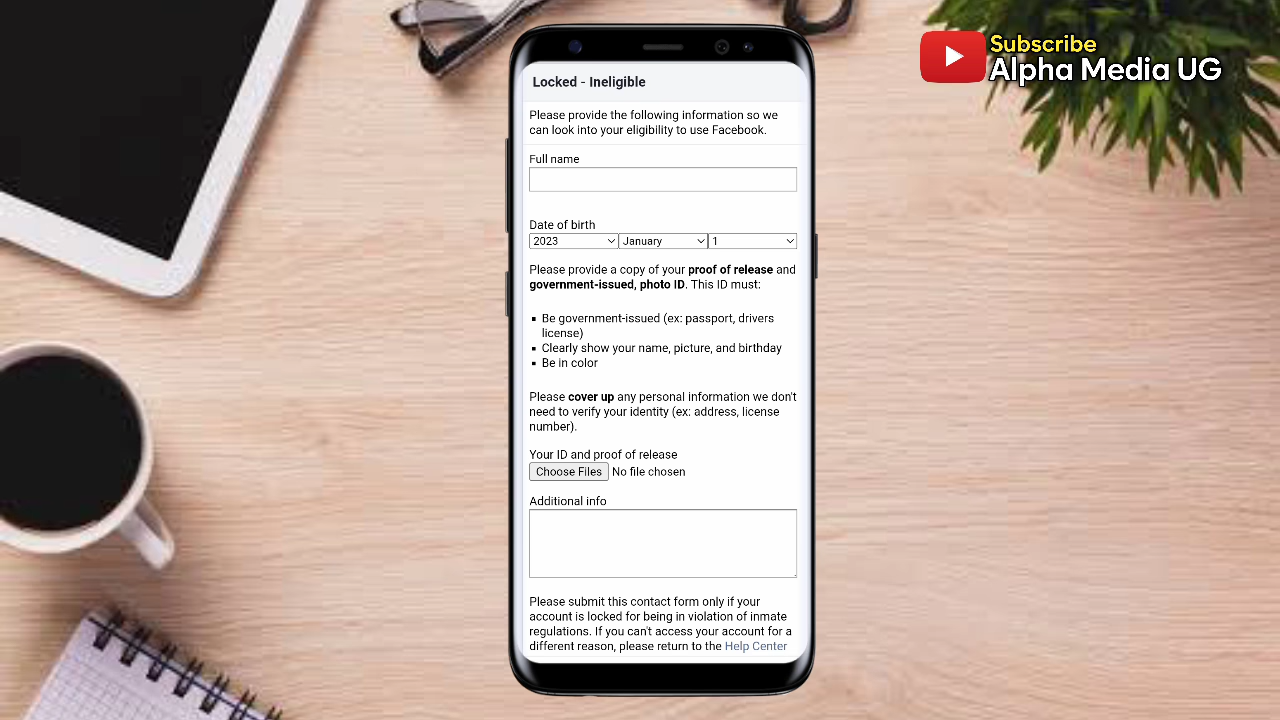 Subscribe
Alpha Media UG
Locked - Ineligible
Please provide the following information so we
can look into your eligibility to use Facebook.
Full name
Date of birth
2023 January 1
Please provide a copy of your proof of release and
government-issued, photo ID. This ID must:
▪ Be government-issued (ex: passport, drivers
license)
▪ Clearly show your name, picture, and birthday
▪ Be in color
Please cover up any personal information we don't
need to verify your identity (ex: address, license
number).
Your ID and proof of release
Choose Files No file chosen
Additional info
Please submit this contact form only if your
account is locked for being in violation of inmate
regulations. If you can't access your account for a
different reason, please return to the Help Center